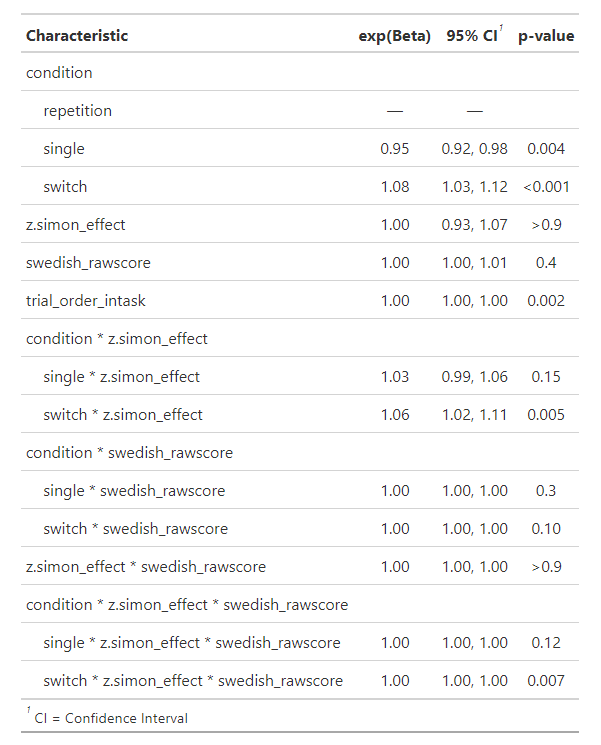 Characteristic exp(Beta) 95% CI1 p-value
condition
repetition — —
single 0.95 0.92, 0.98 0.004
switch 1.08 1.03, 1.12 <0.001
z.simon_effect 1.00 0.93, 1.07 >0.9
swedish_rawscore 1.00 1.00, 1.01 0.4
trial_order_intask 1.00 1.00, 1.00 0.002
condition * z.simon_effect
single * z.simon_effect 1.03 0.99, 1.06 0.15
switch * z.simon_effect 1.06 1.02, 1.11 0.005
condition * swedish_rawscore
single * swedish_rawscore 1.00 1.00, 1.00 0.3
switch * swedish_rawscore 1.00 1.00, 1.00 0.10
z.simon_effect * swedish_rawscore 1.00 1.00, 1.00 >0.9
condition * z.simon_effect * swedish_rawscore
single * z.simon_effect * swedish_rawscore 1.00 1.00, 1.00 0.12
switch * z.simon_effect * swedish_rawscore 1.00 1.00, 1.00 0.007
1 CI = Confidence Interval